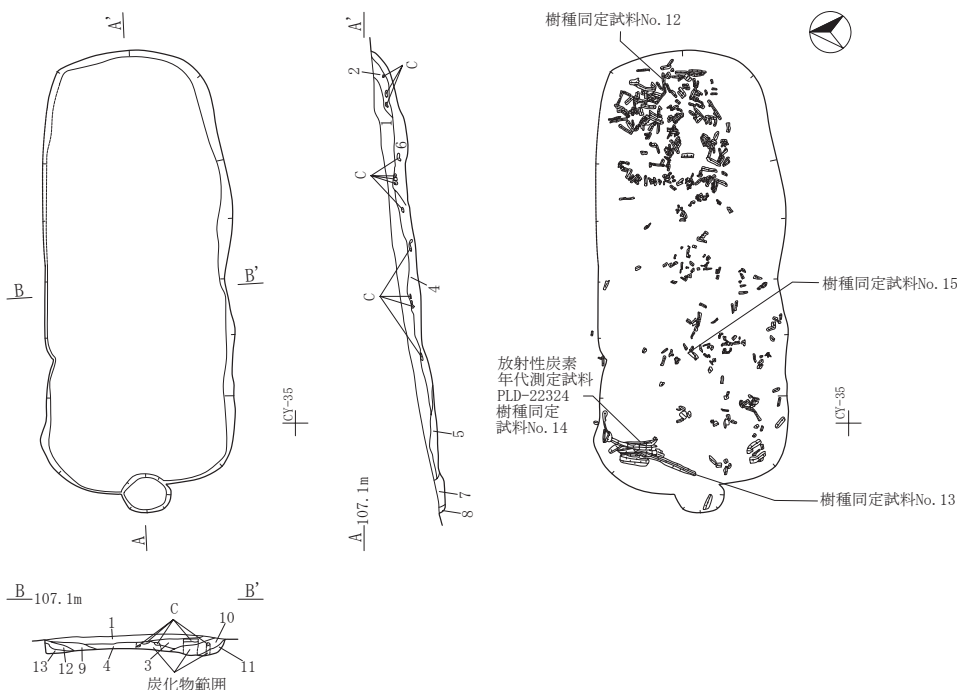 A'
B
B'
CY-35
A
A'
2
C
6
C
4
C
5
7
8
A 107.1m
樹種同定試料No.12
樹種同定試料No.15
放射性炭素
年代測定試料
PLD-22324
樹種同定
試料No.14
CY-35
樹種同定試料No.13
B 107.1m
B'
C
1
10
13
12
9
4
3
11
炭化物範囲